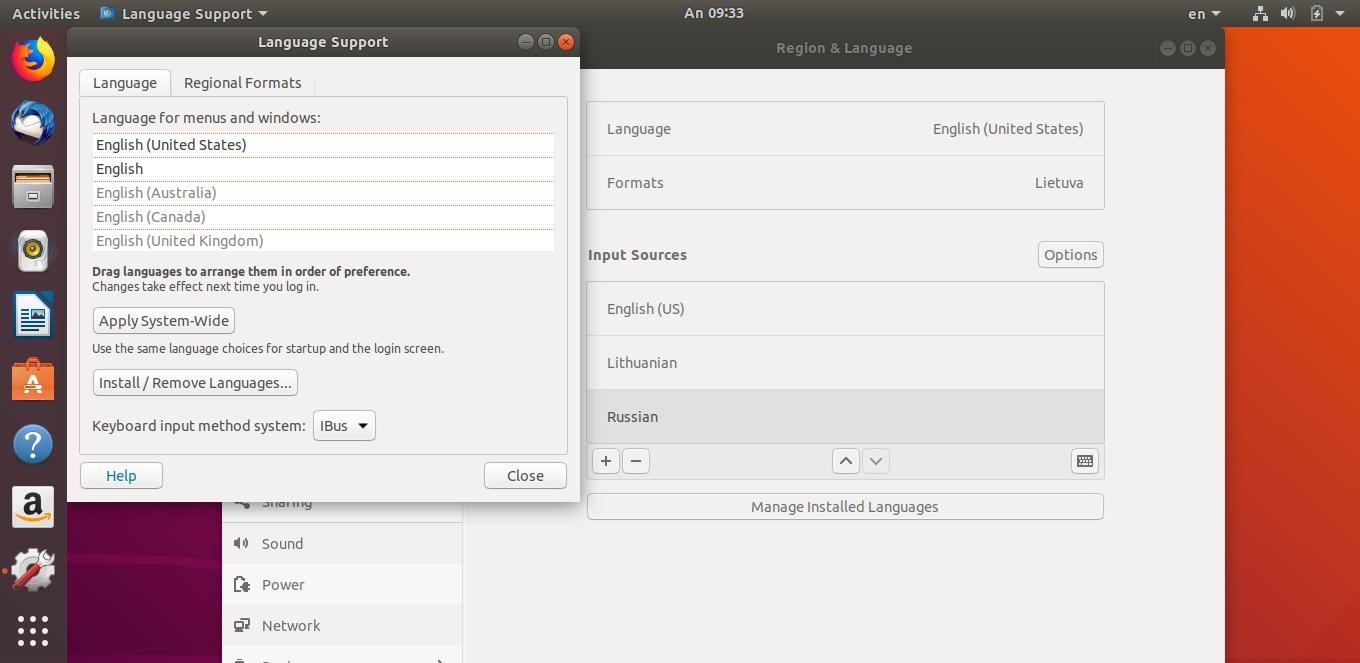 Activities
Language Support
An 09:33
en
Language Support
Language
Regional Formats
Language for menus and windows:
English (United States)
English
English (Australia)
English (Canada)
English (United Kingdom)
Drag languages to arrange them in order of preference.
Changes take effect next time you log in.
Apply System-Wide
Use the same language choices for startup and the login screen.
Install / Remove Languages...
Keyboard input method system:
IBus
Help
Close
Region & Language
Language
English (United States)
Formats
Lietuva
Input Sources
Options
English (US)
Lithuanian
Russian
Manage Installed Languages
Sharing
Sound
Power
Network